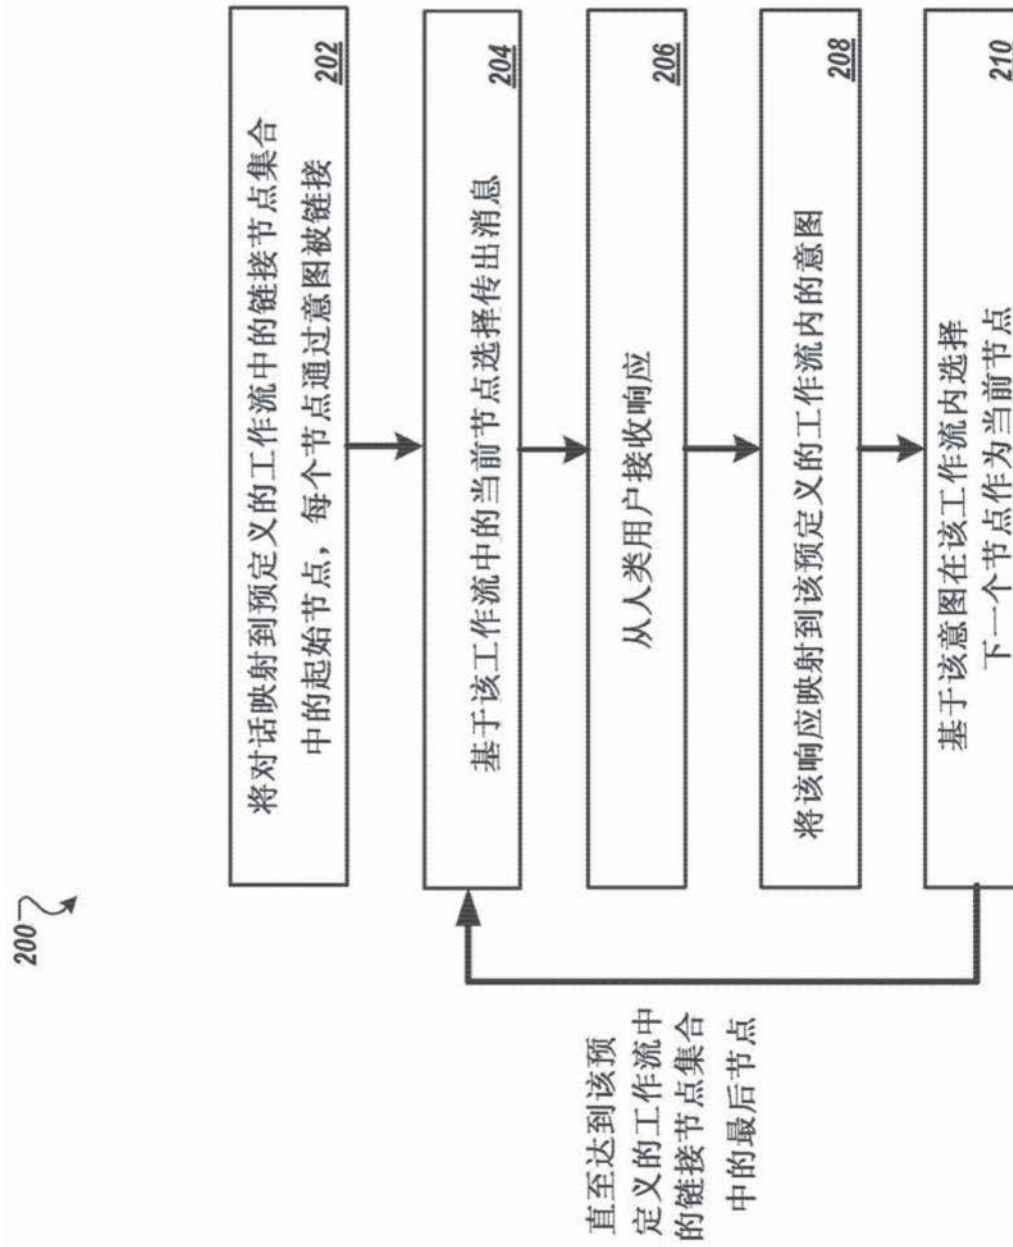 200
将对话映射到预定义的工作流中的链接节点集合
中的起始节点，每个节点通过意图被链接
202
基于该工作流中的当前节点选择传出消息
204
从人类用户接收响应
206
将该响应映射到该预定义的工作流内的意图
208
基于该意图在该工作流内选择
下一个节点作为当前节点
210
直至达到该预
定义的工作流中
的链接节点集合
中的最后节点